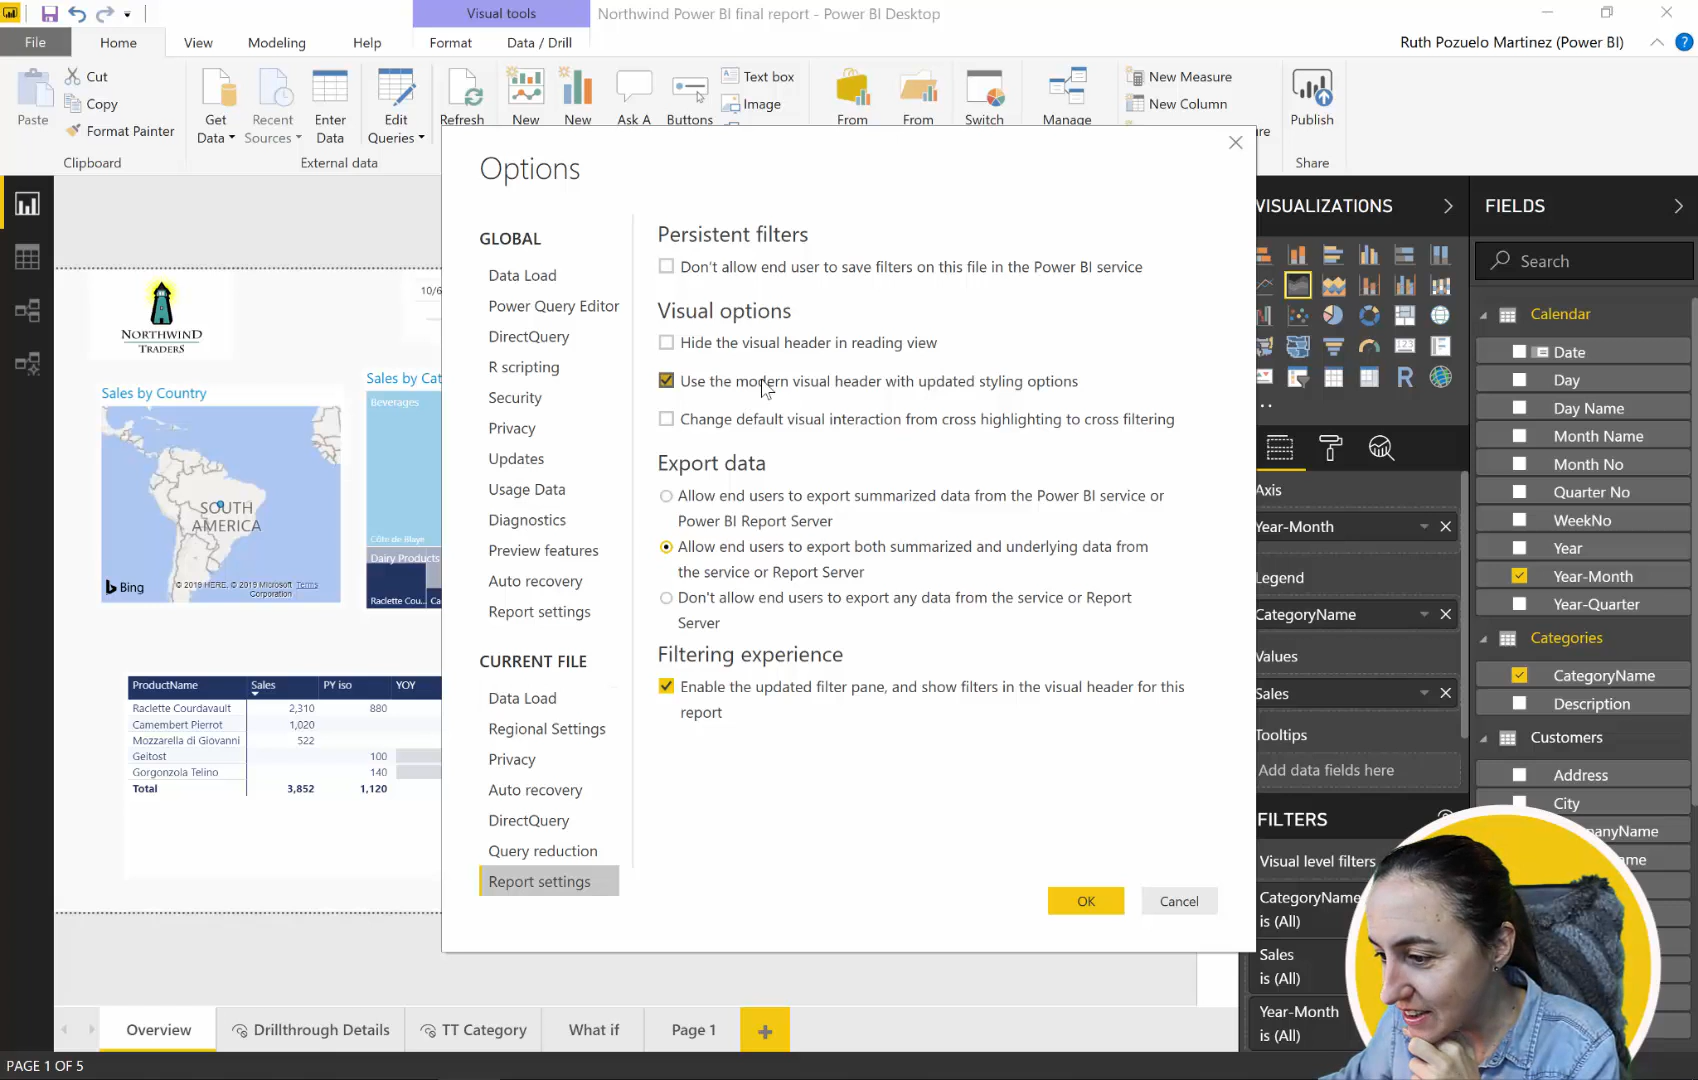 Visual tools
Northwind Power BI final report - Power BI Desktop
File
Home
View
Modeling
Help
Format
Data / Drill
Ruth Pozuelo Martinez (Power BI)
?
Paste
Cut
Copy
Format Painter
Clipboard
Get
Data
Recent
Sources
Enter
Data
Edit
Queries
Refresh
External data
New
New
Ask A
Buttons
Text box
Image
From
From
Switch
Manage
New Measure
New Column
Publish
Share
Options
GLOBAL
Data Load
Power Query Editor
DirectQuery
R scripting
Security
Privacy
Updates
Usage Data
Diagnostics
Preview features
Auto recovery
Report settings
CURRENT FILE
Data Load
Regional Settings
Privacy
Auto recovery
DirectQuery
Query reduction
Report settings
Persistent filters
Don't allow end user to save filters on this file in the Power BI service
Visual options
Hide the visual header in reading view
Use the modern visual header with updated styling options
Change default visual interaction from cross highlighting to cross filtering
Export data
Allow end users to export summarized data from the Power BI service or
Power BI Report Server
Allow end users to export both summarized and underlying data from
the service or Report Server
Don't allow end users to export any data from the service or Report
Server
Filtering experience
Enable the updated filter pane, and show filters in the visual header for this
report
OK
Cancel
NORTHWIND
TRADERS
10/6
Sales by Country
SOUTH
AMERICA
Bing
© 2019 HERE, © 2019 Microsoft Terms
Corporation
Sales by Cat
Beverages
Côte de Blaye
Dairy Products
Raclette Cou...
ProductName Sales PY iso YOY
Raclette Courdavault 2,310 880
Camembert Pierrot 1,020
Mozzarella di Giovanni 522
Geitost 100
Gorgonzola Telino 140
Total 3,852 1,120
VISUALIZATIONS
R
Axis
Year-Month
Legend
CategoryName
Values
Sales
Tooltips
Add data fields here
FILTERS
Visual level filters
CategoryName
is (All)
Sales
is (All)
Year-Month
is (All)
FIELDS
Search
Calendar
Date
Day
Day Name
Month Name
Month No
Quarter No
WeekNo
Year
Year-Month
Year-Quarter
Categories
CategoryName
Description
Customers
Address
City
Overview
Drillthrough Details
TT Category
What if
Page 1
+
PAGE 1 OF 5